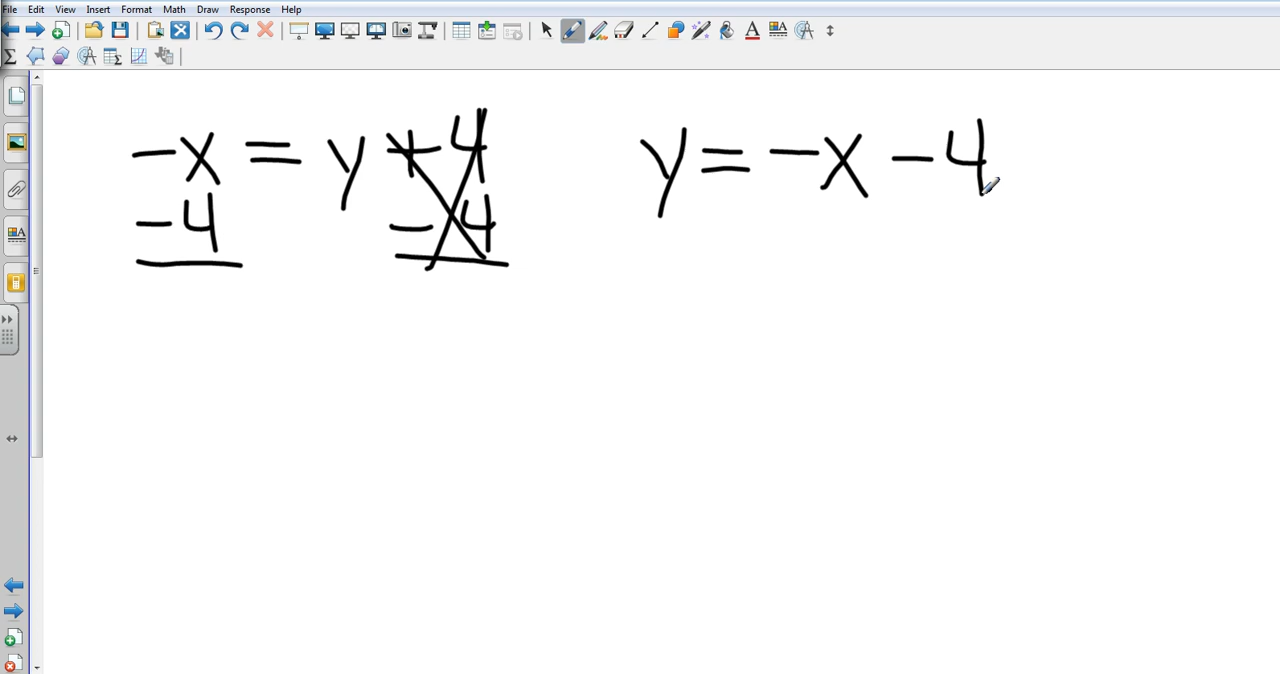 File Edit View Insert Format Math Draw Response Help
-x = y + 4
-4 -4
y = -x - 4